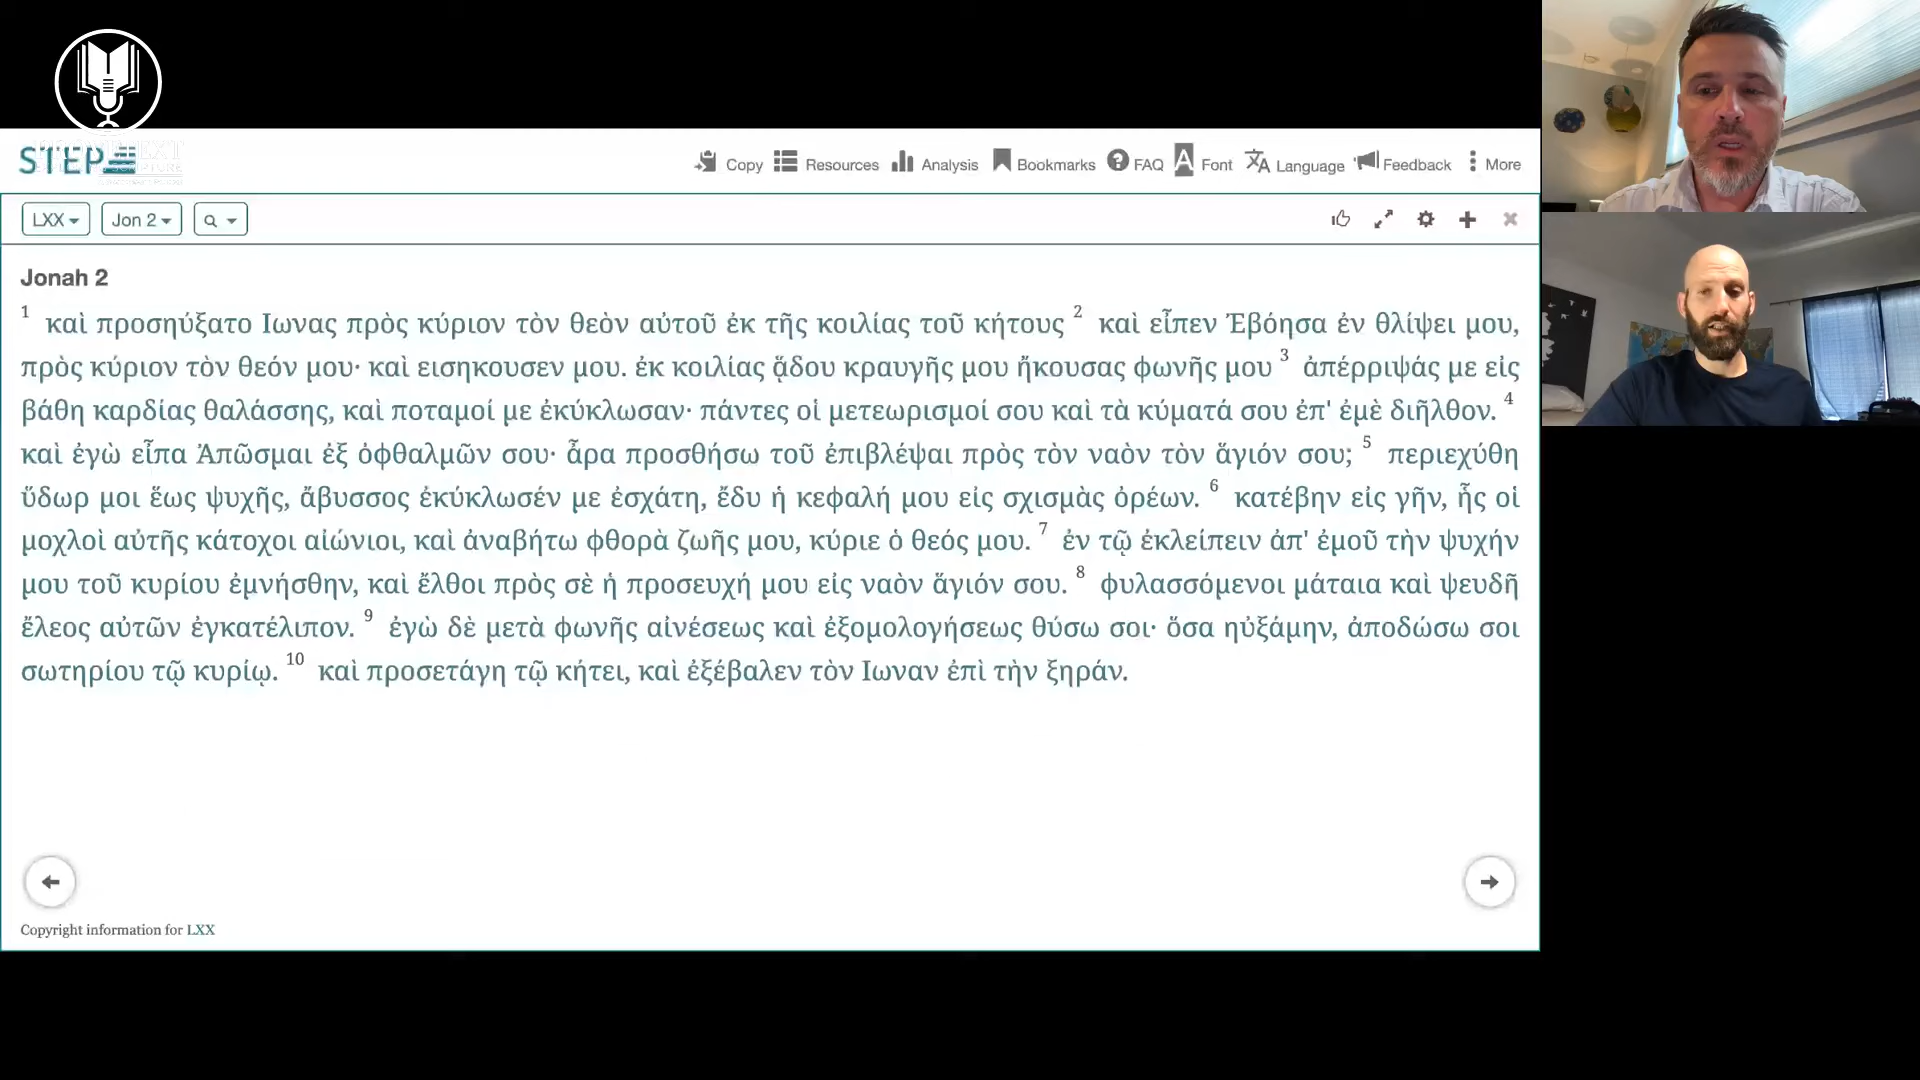 STEP
Copy Resources Analysis Bookmarks FAQ A Font Language Feedback More
LXX Jon 2
Jonah 2
1 καὶ προσηύξατο Ιωνας πρὸς κύριον τὸν θεὸν αὐτοῦ ἐκ τῆς κοιλίας τοῦ κήτους 2 καὶ εἶπεν Ἐβόησα ἐν θλίψει μου,
πρὸς κύριον τὸν θεόν μου· καὶ εισηκουσεν μου. ἐκ κοιλίας ᾅδου κραυγῆς μου ἤκουσας φωνῆς μου 3 ἀπέρριψάς με εἰς
βάθη καρδίας θαλάσσης, καὶ ποταμοί με ἐκύκλωσαν· πάντες οἱ μετεωρισμοί σου καὶ τὰ κύματά σου ἐπ' ἐμὲ διῆλθον. 4
καὶ ἐγὼ εἶπα Ἀπῶσμαι ἐξ ὀφθαλμῶν σου· ἆρα προσθήσω τοῦ ἐπιβλέψαι πρὸς τὸν ναὸν τὸν ἅγιόν σου; 5 περιεχύθη
ὕδωρ μοι ἕως ψυχῆς, ἄβυσσος ἐκύκλωσέν με ἐσχάτη, ἔδυ ἡ κεφαλή μου εἰς σχισμὰς ὀρέων. 6 κατέβην εἰς γῆν, ἧς οἱ
μοχλοὶ αὐτῆς κάτοχοι αἰώνιοι, καὶ ἀναβήτω φθορὰ ζωῆς μου, κύριε ὁ θεός μου. 7 ἐν τῷ ἐκλείπειν ἀπ' ἐμοῦ τὴν ψυχήν
μου τοῦ κυρίου ἐμνήσθην, καὶ ἔλθοι πρὸς σὲ ἡ προσευχή μου εἰς ναὸν ἅγιόν σου. 8 φυλασσόμενοι μάταια καὶ ψευδῆ
ἔλεος αὐτῶν ἐγκατέλιπον. 9 ἐγὼ δὲ μετὰ φωνῆς αἰνέσεως καὶ ἐξομολογήσεως θύσω σοι· ὅσα ηὐξάμην, ἀποδώσω σοι
σωτηρίου τῷ κυρίῳ. 10 καὶ προσετάγη τῷ κήτει, καὶ ἐξέβαλεν τὸν Ιωναν ἐπὶ τὴν ξηράν.
Copyright information for LXX